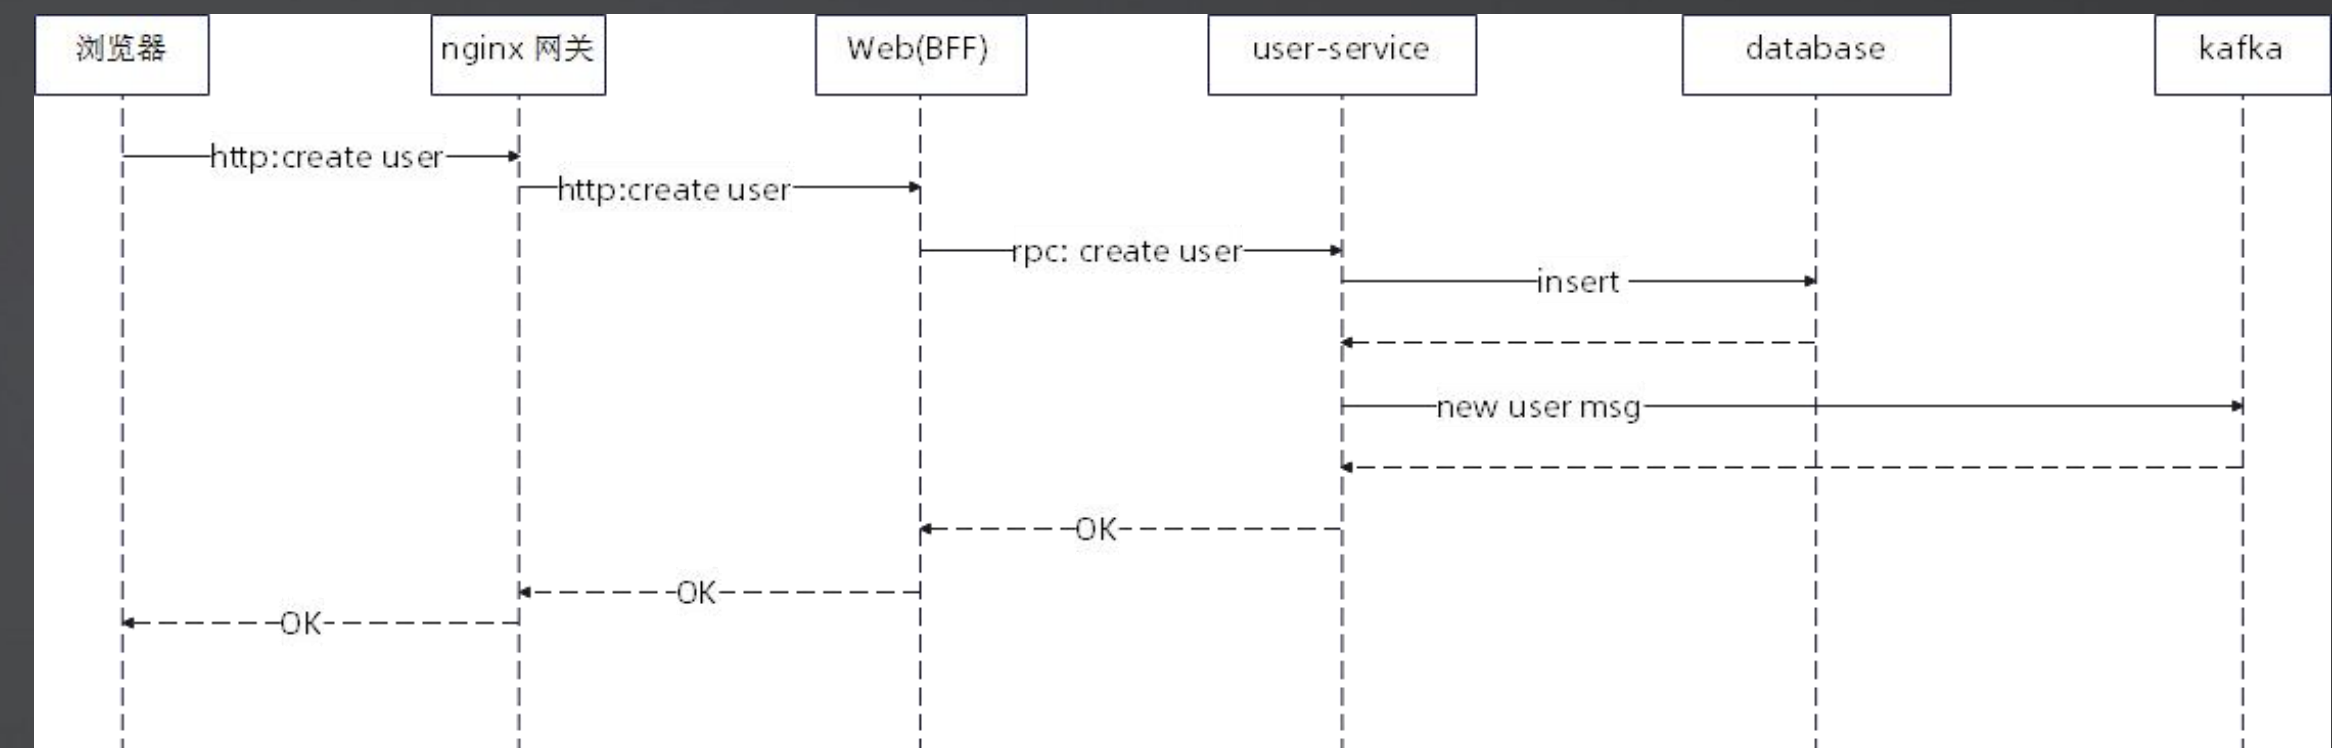 浏览器
nginx 网关
Web(BFF)
user-service
database
kafka
http:create user
http:create user
rpc: create user
insert
new user msg
OK
OK
OK